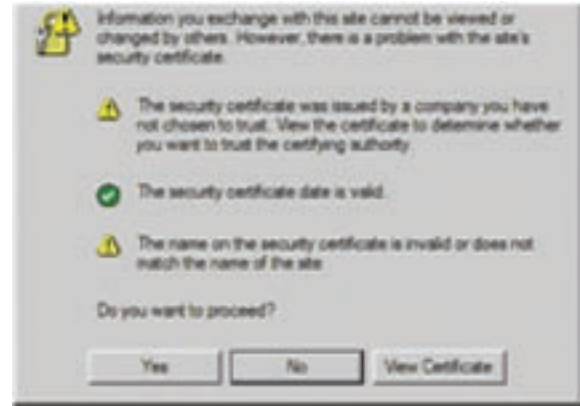 Information you exchange with this site cannot be viewed or
changed by others. However, there is a problem with the site's
security certificate.
The security certificate was issued by a company you have
not chosen to trust. View the certificate to determine whether
you want to trust the certifying authority.
The security certificate date is valid.
The name on the security certificate is invalid or does not
match the name of the site
Do you want to proceed?
Yes No View Certificate